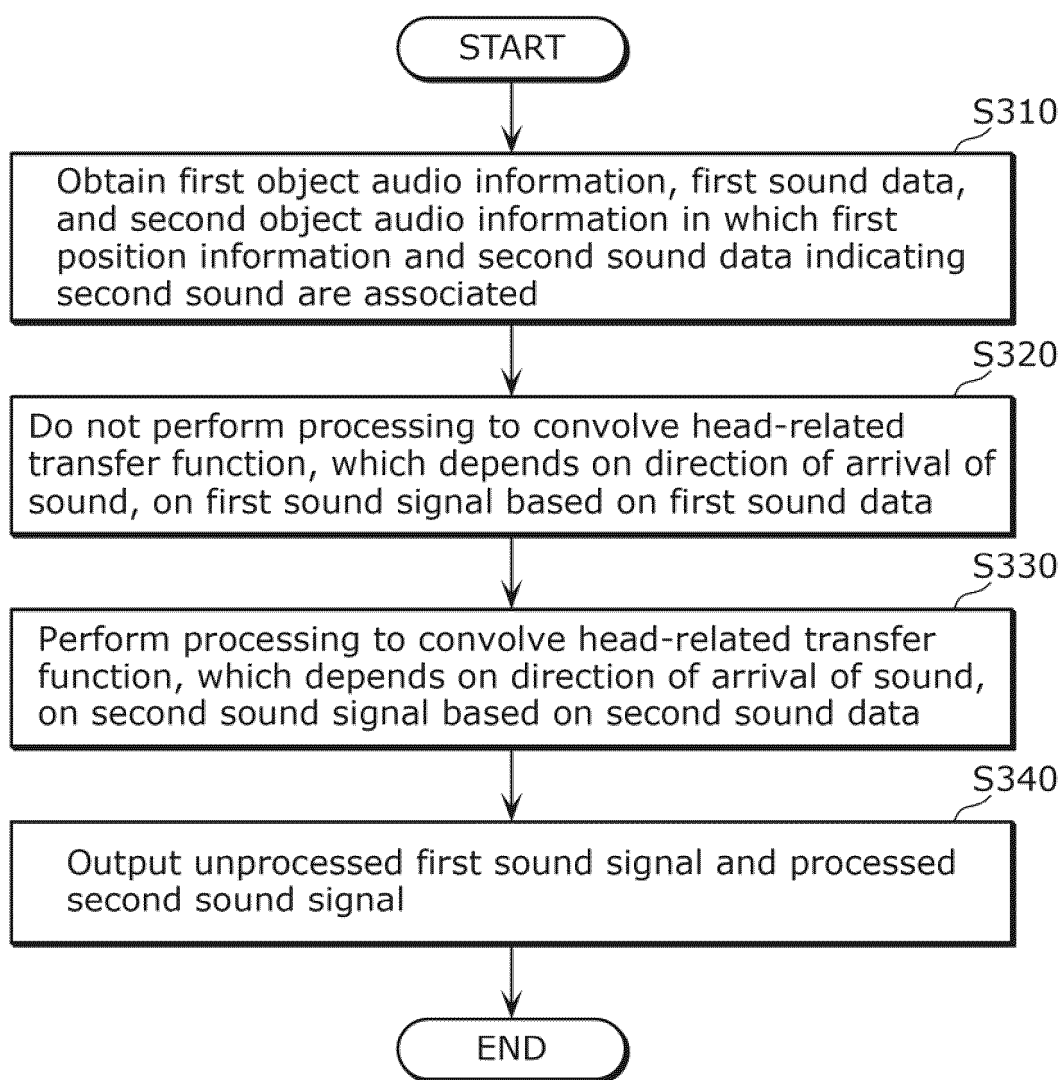 START
S310
Obtain first object audio information, first sound data,
and second object audio information in which first
position information and second sound data indicating
second sound are associated
S320
Do not perform processing to convolve head-related
transfer function, which depends on direction of arrival of
sound, on first sound signal based on first sound data
S330
Perform processing to convolve head-related transfer
function, which depends on direction of arrival of sound,
on second sound signal based on second sound data
S340
Output unprocessed first sound signal and processed
second sound signal
END